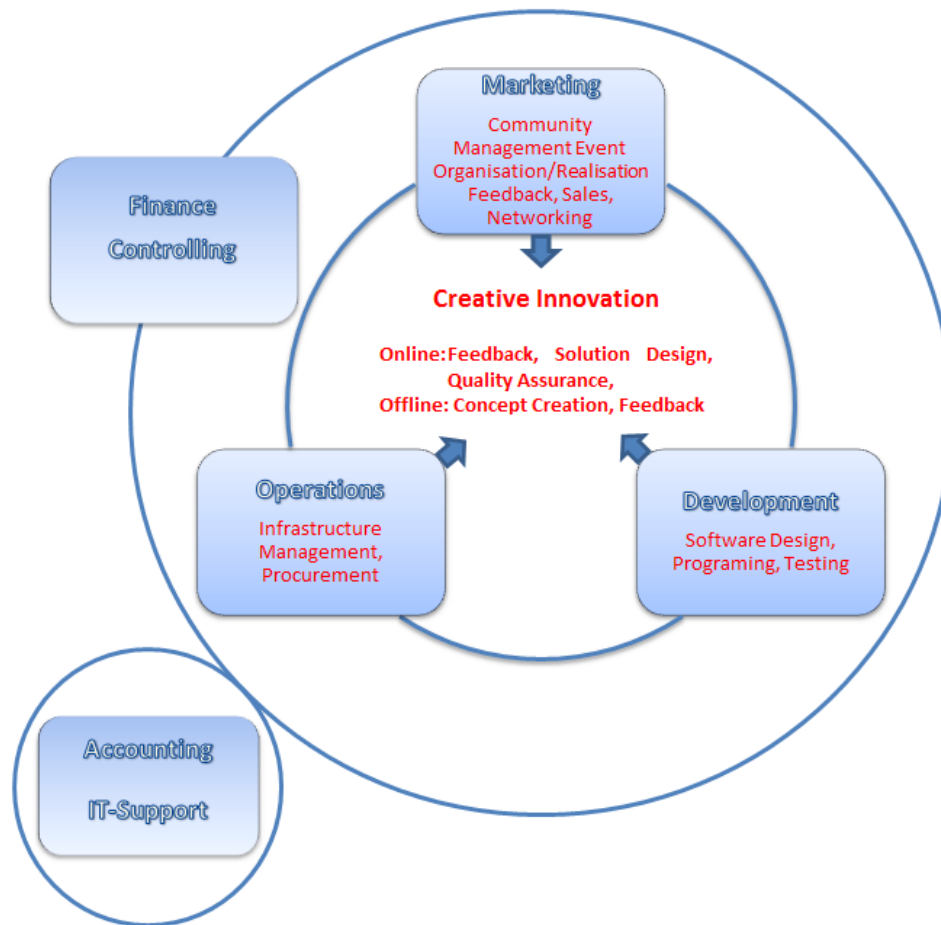 Marketing
Community
Management Event
Organisation/Realisation
Feedback, Sales,
Networking
Finance
Controlling
Creative Innovation
Online: Feedback, Solution Design,
Quality Assurance,
Offline: Concept Creation, Feedback
Operations
Infrastructure
Management,
Procurement
Development
Software Design,
Programing, Testing
Accounting
IT-Support